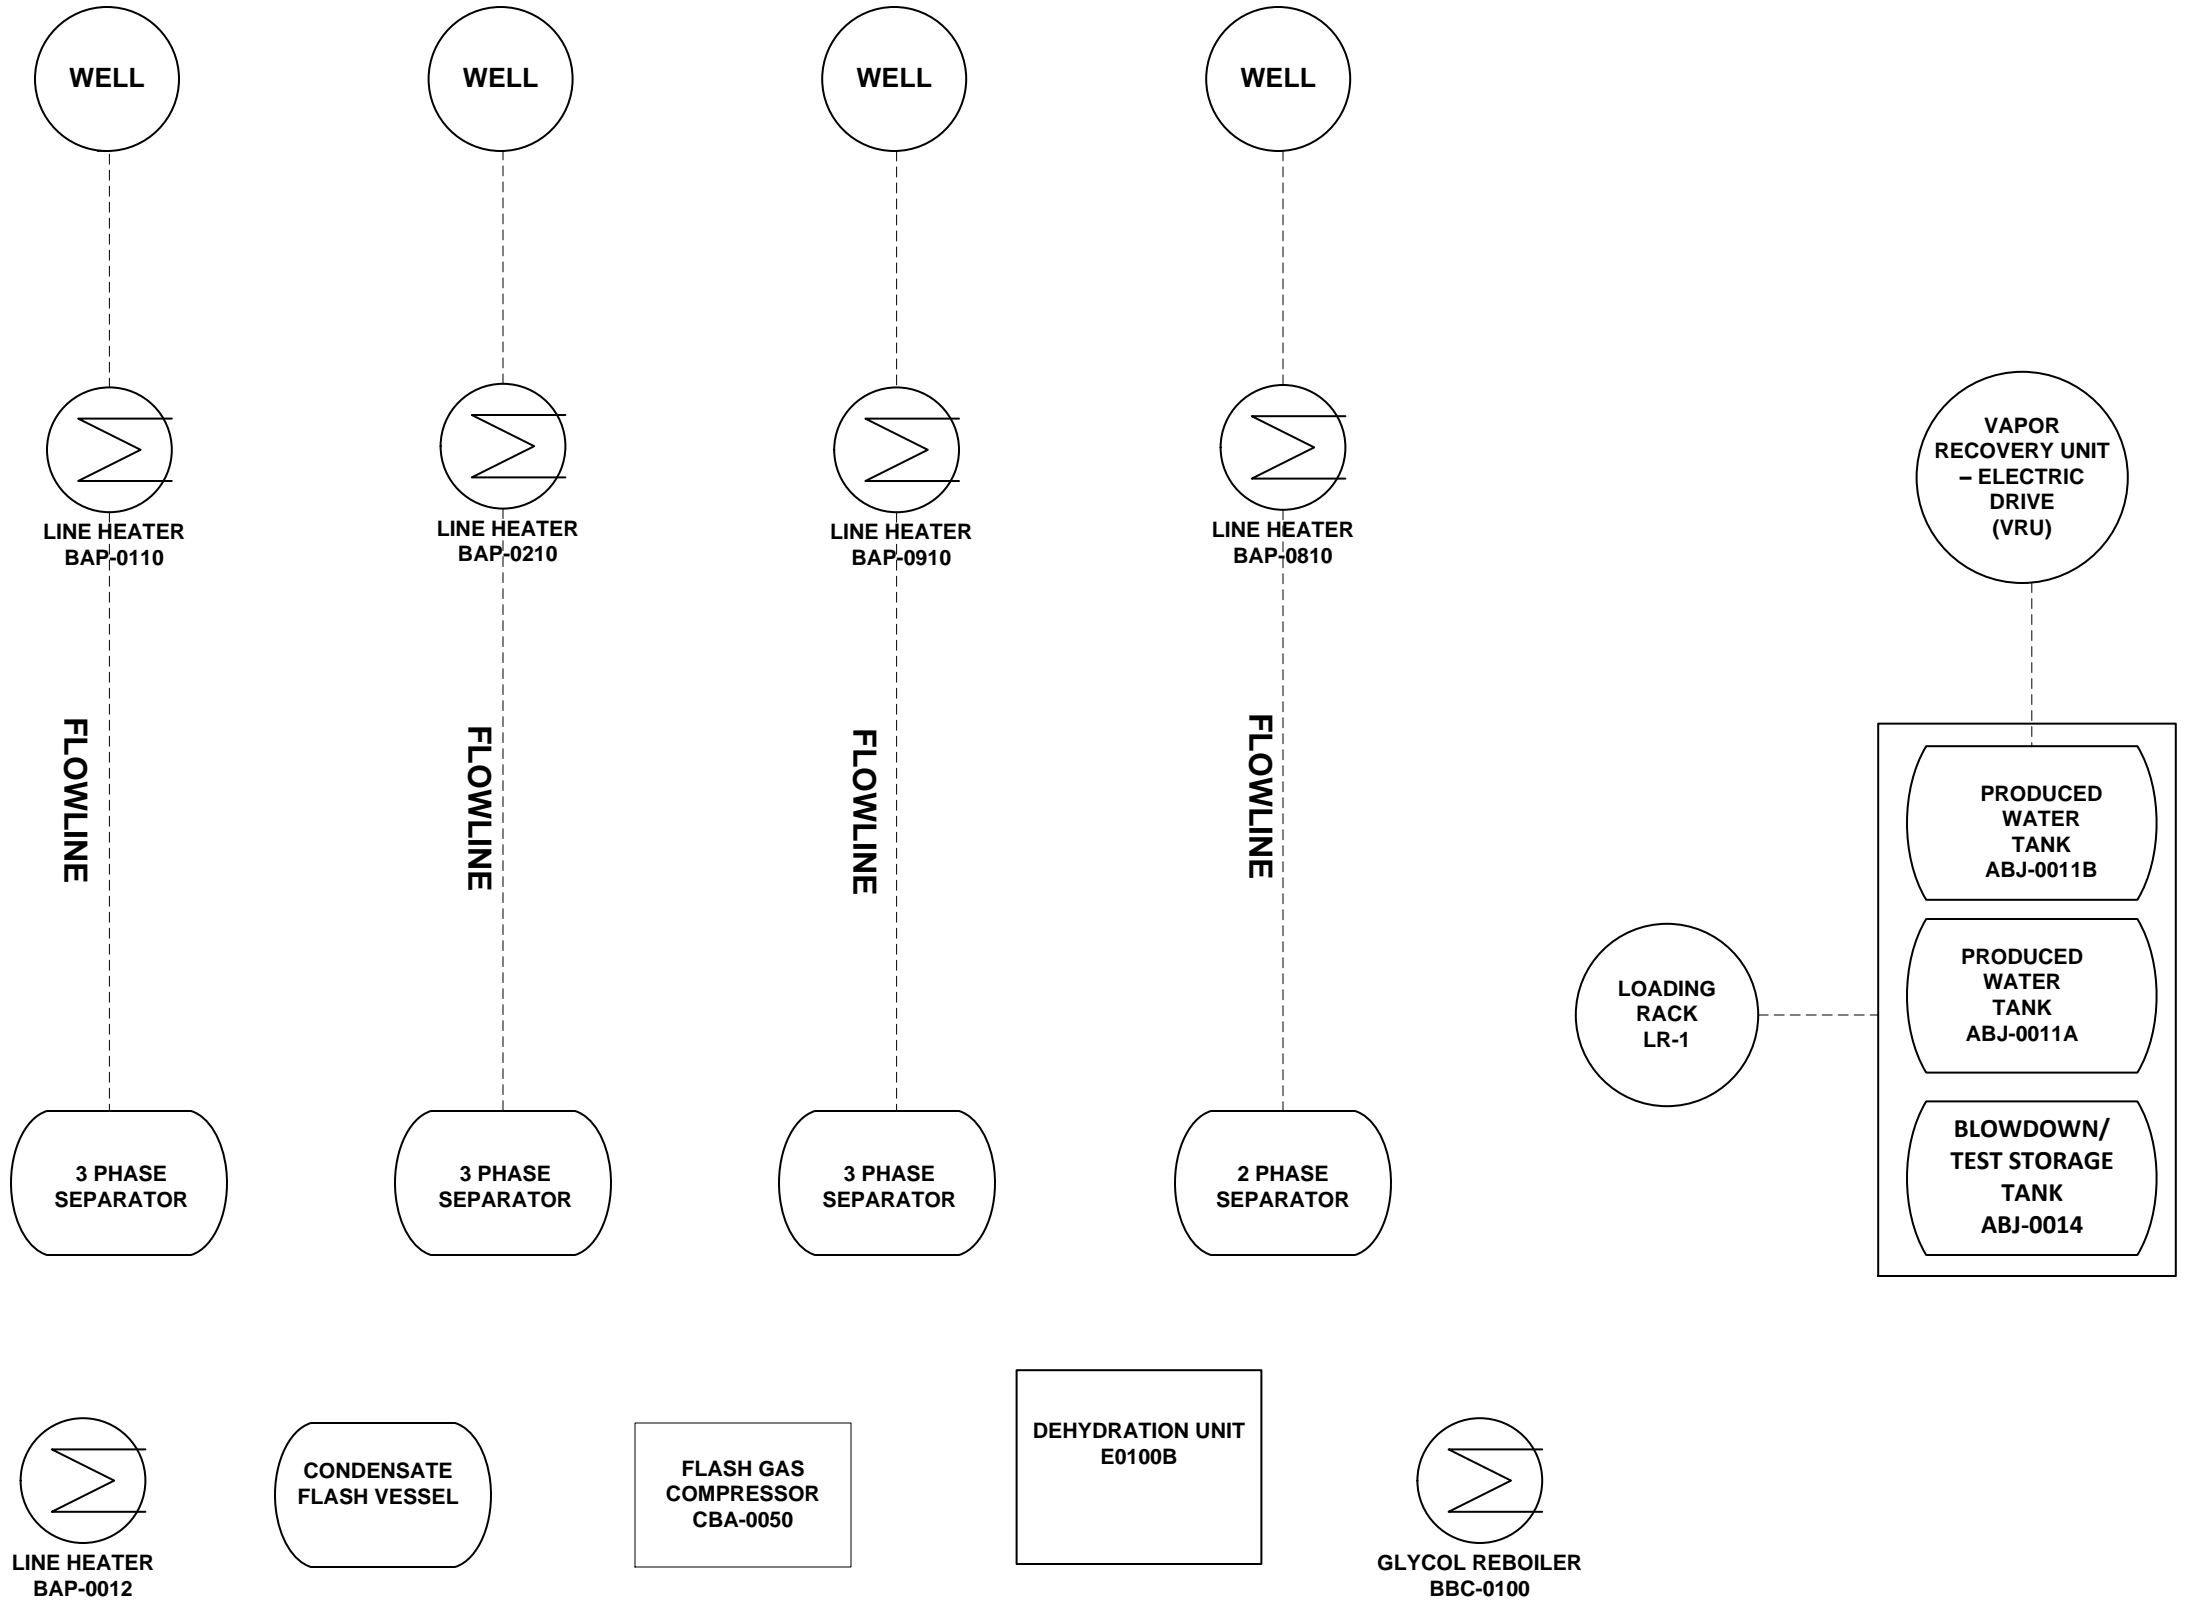 WELL
WELL
WELL
WELL
LINE HEATER
BAP-0110
LINE HEATER
BAP-0210
LINE HEATER
BAP-0910
LINE HEATER
BAP-0810
VAPOR
RECOVERY UNIT
– ELECTRIC
DRIVE
(VRU)
FLOWLINE
FLOWLINE
FLOWLINE
FLOWLINE
PRODUCED
WATER
TANK
ABJ-0011B
PRODUCED
WATER
TANK
ABJ-0011A
LOADING
RACK
LR-1
BLOWDOWN/
TEST STORAGE
TANK
ABJ-0014
3 PHASE
SEPARATOR
3 PHASE
SEPARATOR
3 PHASE
SEPARATOR
2 PHASE
SEPARATOR
LINE HEATER
BAP-0012
CONDENSATE
FLASH VESSEL
FLASH GAS
COMPRESSOR
CBA-0050
DEHYDRATION UNIT
E0100B
GLYCOL REBOILER
BBC-0100